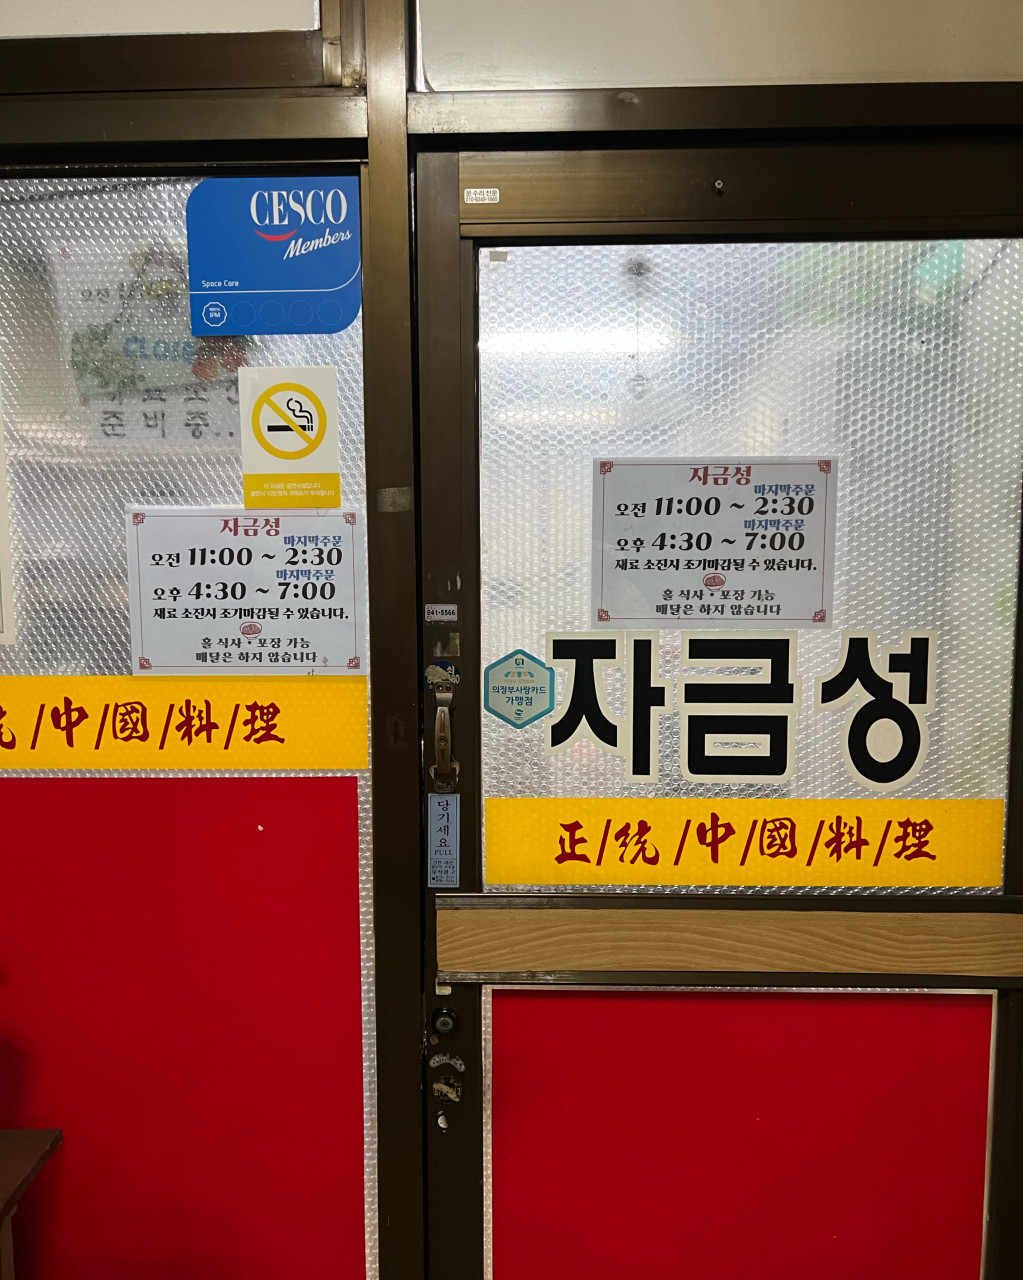 CESCO
Members
Space Care
자금성
마지막주문
오전 11:00 ~ 2:30
마지막주문
오후 4:30 ~ 7:00
재료 소진시 조기마감될 수 있습니다.
홀 식사 • 포장 가능
배달은 하지 않습니다
/中/國/料/理
준 비 중..
문수리 전문
841-5566
당기세요
PULL
자금성
마지막주문
오전 11:00 ~ 2:30
마지막주문
오후 4:30 ~ 7:00
재료 소진시 조기마감될 수 있습니다.
홀 식사 • 포장 가능
배달은 하지 않습니다
의정부사랑카드
가맹점
자금성
正/統/中/國/料/理